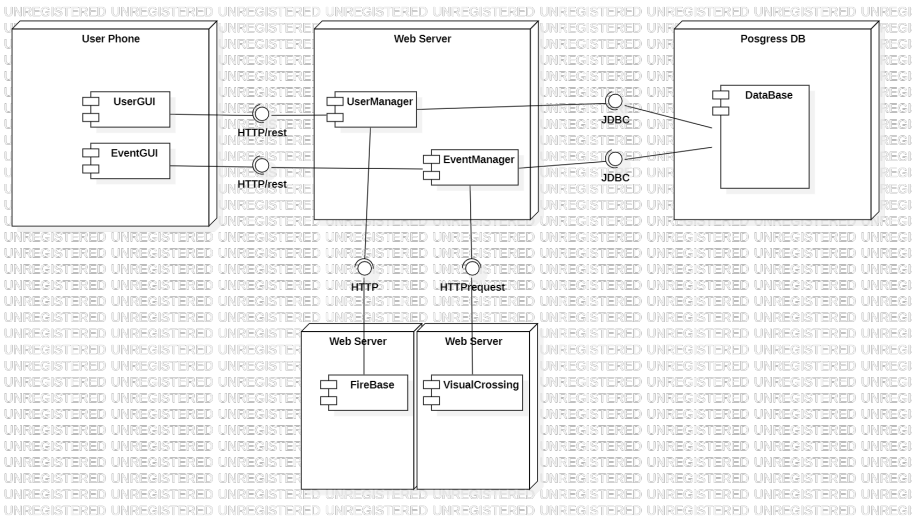 User Phone
Web Server
Posgress DB
UserGUI
UserManager
DataBase
HTTP/rest
JDBC
EventGUI
EventManager
HTTP/rest
JDBC
HTTP
HTTPrequest
Web Server
Web Server
FireBase
VisualCrossing
UNREGISTERED